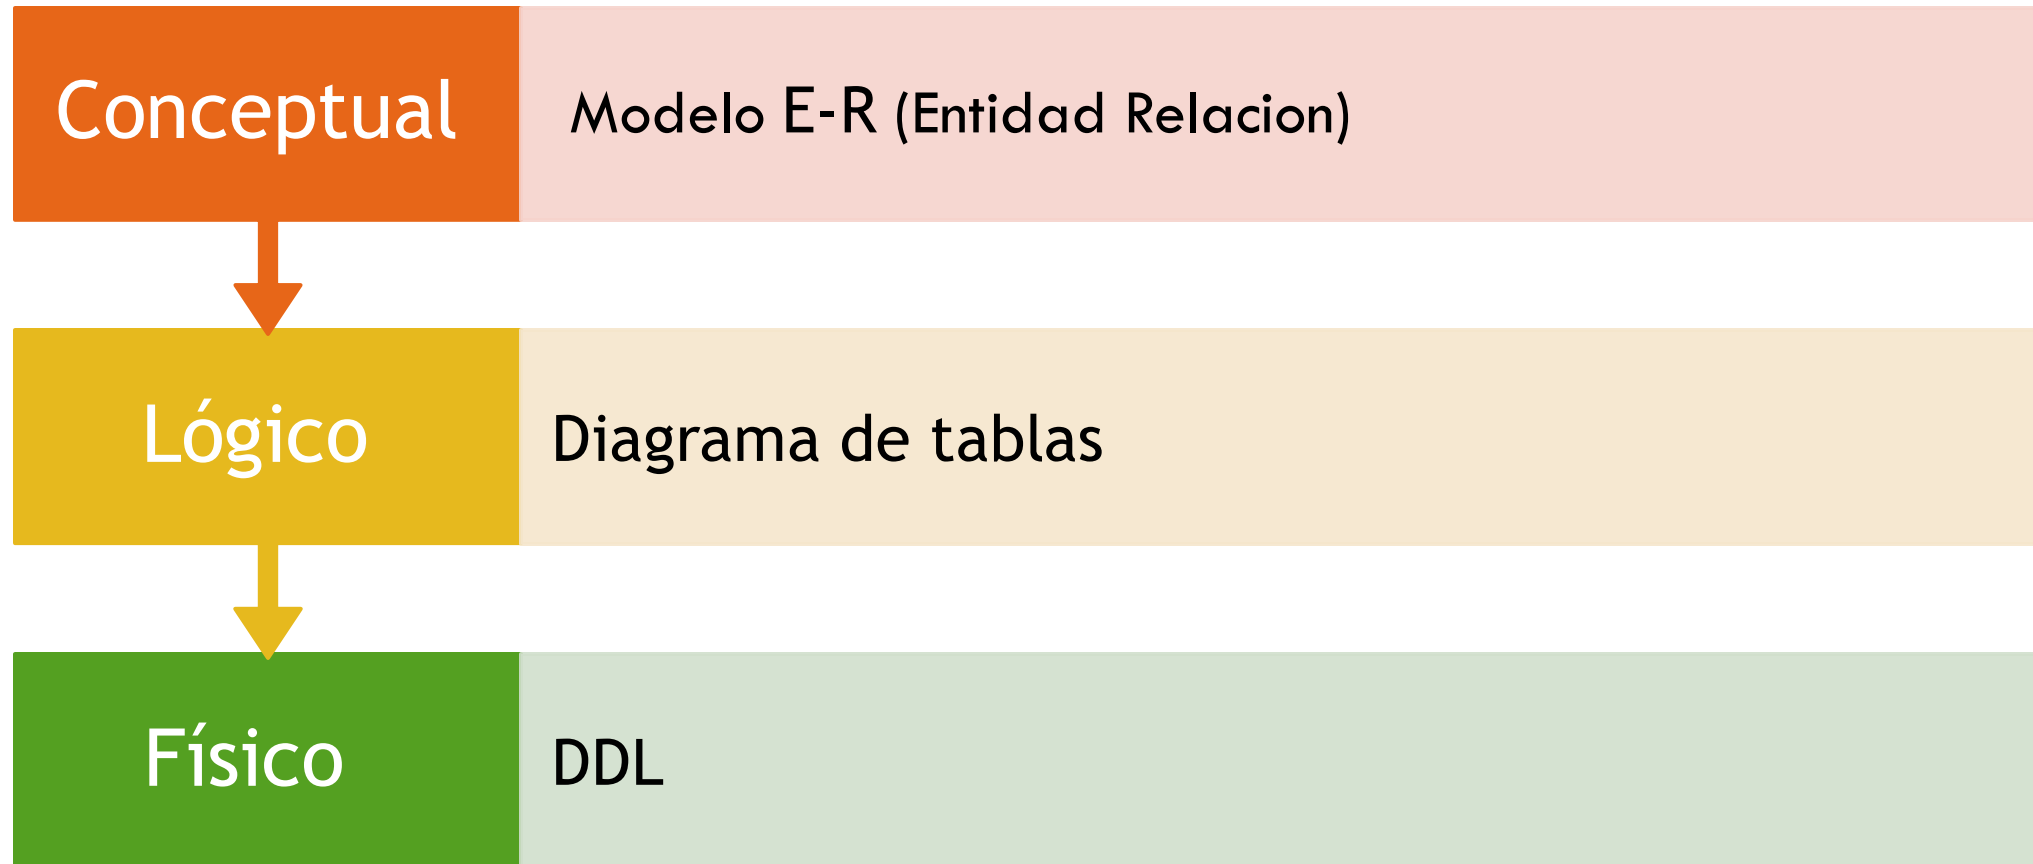 Conceptual
Modelo E-R (Entidad Relacion)
Lógico
Diagrama de tablas
Físico
DDL